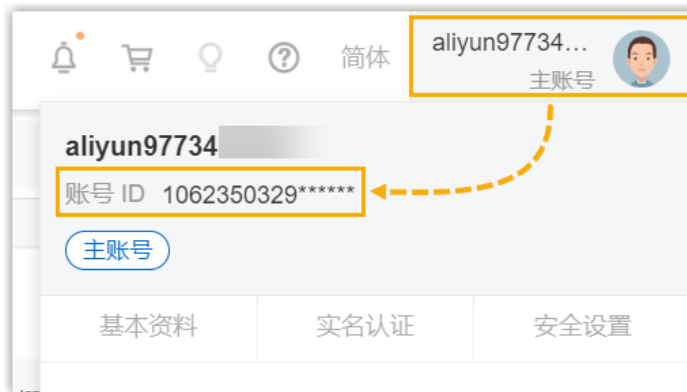 简体
aliyun97734...
主账号
aliyun97734
账号 ID 1062350329******
主账号
基本资料
实名认证
安全设置